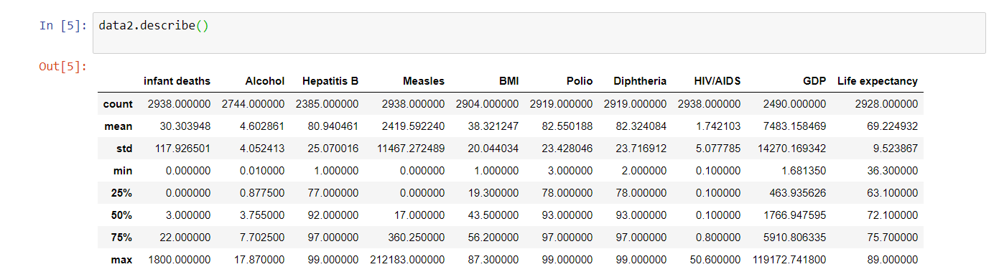 In [5]: data2.describe()
Out[5]:
infant deaths Alcohol Hepatitis B Measles BMI Polio Diphtheria HIV/AIDS GDP Life expectancy
count 2938.000000 2744.000000 2385.000000 2938.000000 2904.000000 2919.000000 2919.000000 2938.000000 2490.000000 2928.000000
mean 30.303948 4.602861 80.940461 2419.592240 38.321247 82.550188 82.324084 1.742103 7483.158469 69.224932
std 117.926501 4.052413 25.070016 11467.272489 20.044034 23.428046 23.716912 5.077785 14270.169342 9.523867
min 0.000000 0.010000 1.000000 0.000000 1.000000 3.000000 2.000000 0.100000 1.681350 36.300000
25% 0.000000 0.877500 77.000000 0.000000 19.300000 78.000000 78.000000 0.100000 463.935626 63.100000
50% 3.000000 3.755000 92.000000 17.000000 43.500000 93.000000 93.000000 0.100000 1766.947595 72.100000
75% 22.000000 7.702500 97.000000 360.250000 56.200000 97.000000 97.000000 0.800000 5910.806335 75.700000
max 1800.000000 17.870000 99.000000 212183.000000 87.300000 99.000000 99.000000 50.600000 119172.741800 89.000000